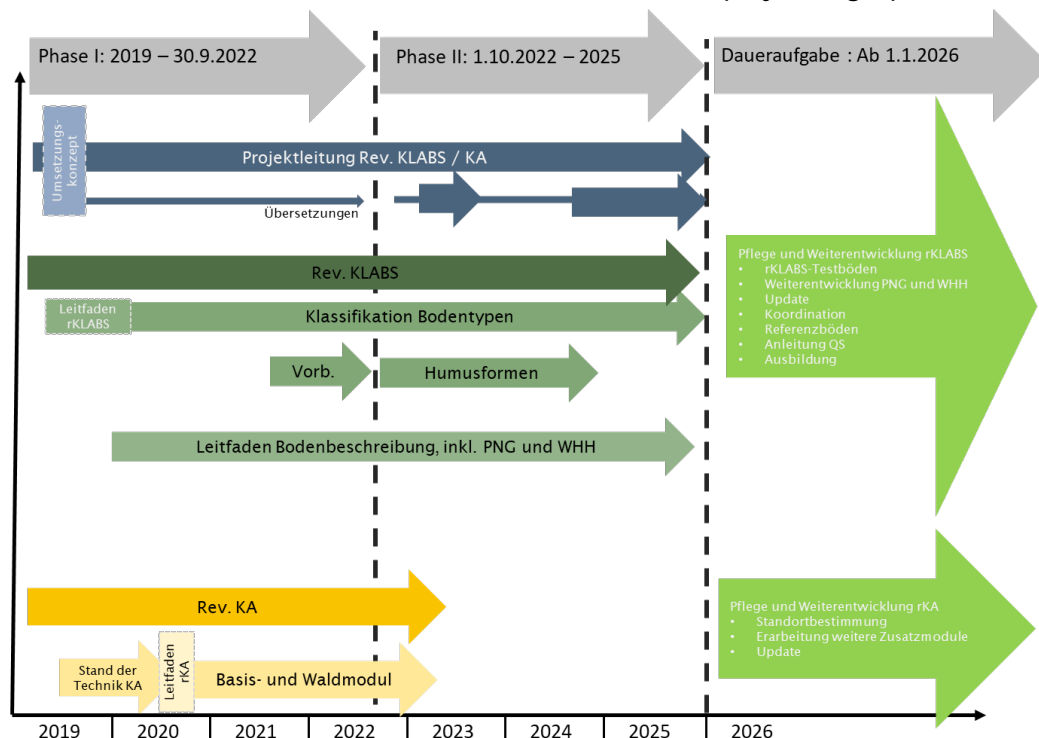 Phase I: 2019 – 30.9.2022
Phase II: 1.10.2022 – 2025
Daueraufgabe : Ab 1.1.2026
Umsetzungs-
konzept
Projektleitung Rev. KLABS / KA
Übersetzungen
Rev. KLABS
Leitfaden
rKLABS
Klassifikation Bodentypen
Vorb.
Humusformen
Leitfaden Bodenbeschreibung, inkl. PNG und WHH
Pflege und Weiterentwicklung rKLABS
• rKLABS-Testböden
• Weiterentwicklung PNG und WHH
• Update
• Koordination
• Referenzböden
• Anleitung QS
• Ausbildung
Rev. KA
Stand der
Technik KA
Leitfaden
rKA
Basis- und Waldmodul
Pflege und Weiterentwicklung rKA
• Standortbestimmung
• Erarbeitung weitere Zusatzmodule
• Update
2019 2020 2021 2022 2023 2024 2025 2026